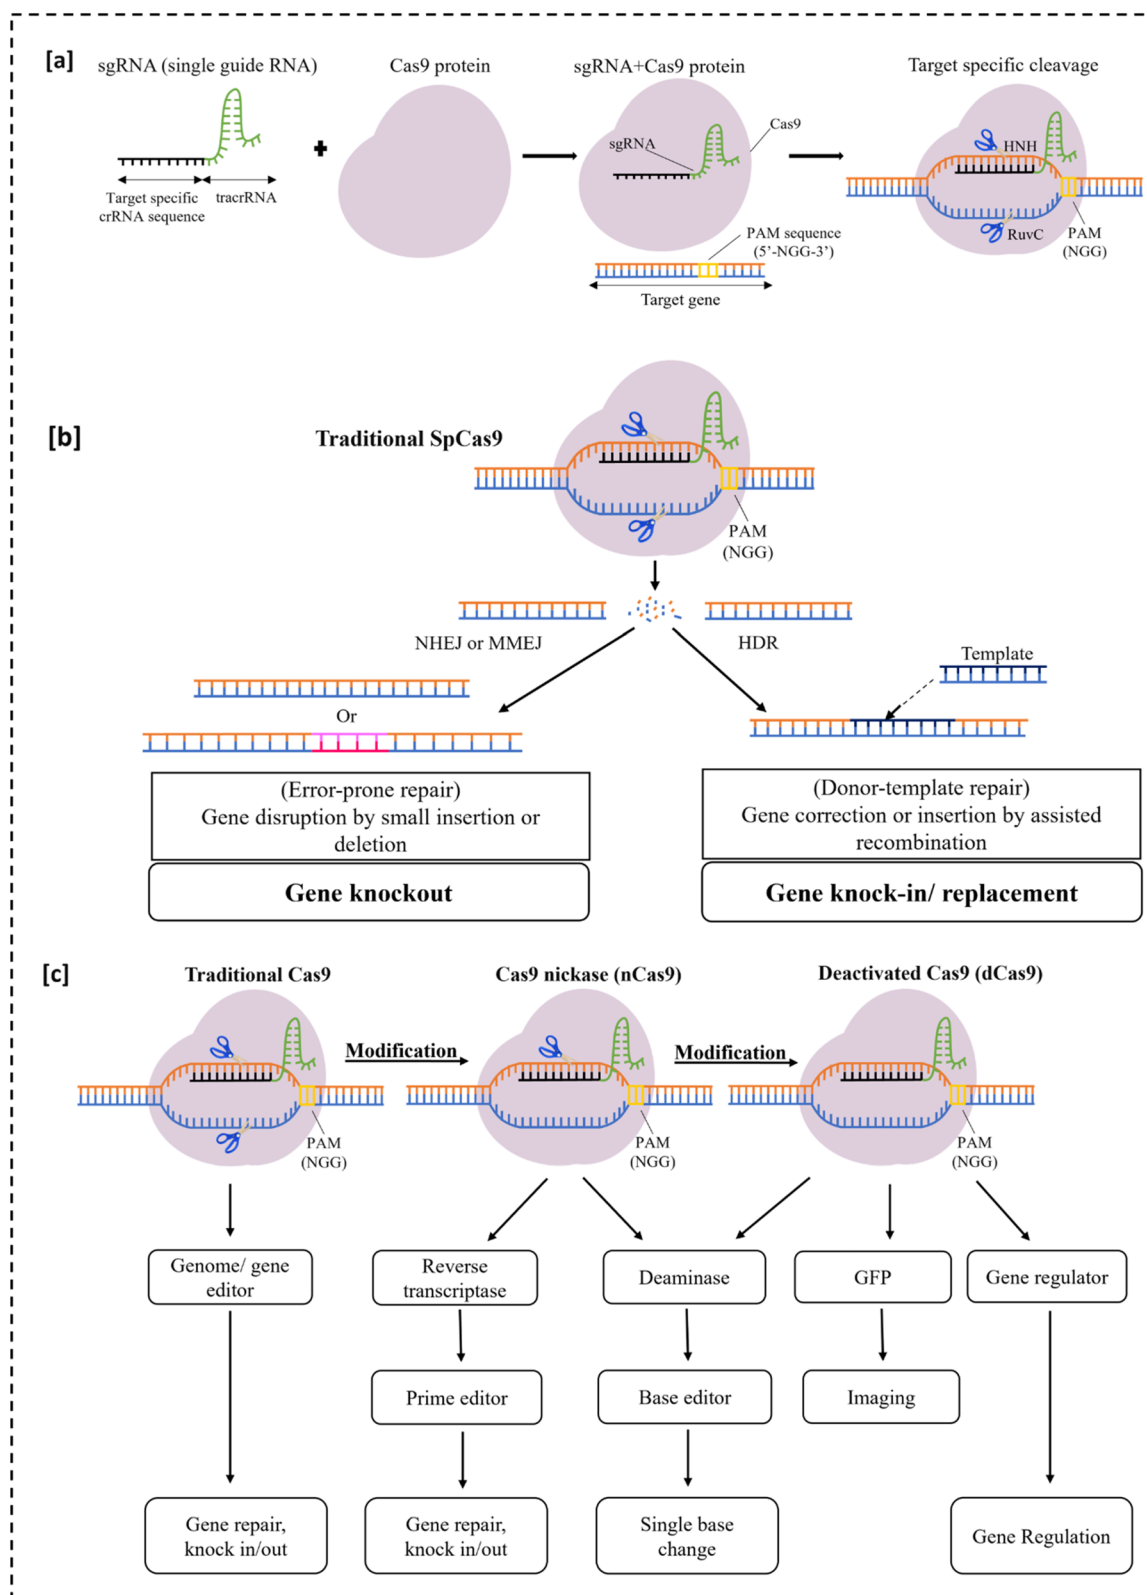 [a]
sgRNA (single guide RNA)
Cas9 protein
sgRNA+Cas9 protein
Target specific cleavage
Target specific
crRNA sequence
tracrRNA
sgRNA
Cas9
PAM sequence
(5'-NGG-3')
Target gene
HNH
RuvC
PAM
(NGG)
[b]
Traditional SpCas9
PAM
(NGG)
NHEJ or MMEJ
HDR
Template
Or
(Error-prone repair)
Gene disruption by small insertion or
deletion
Gene knockout
(Donor-template repair)
Gene correction or insertion by assisted
recombination
Gene knock-in/ replacement
[c]
Traditional Cas9
Cas9 nickase (nCas9)
Deactivated Cas9 (dCas9)
Modification
Modification
PAM
(NGG)
PAM
(NGG)
PAM
(NGG)
Genome/ gene
editor
Reverse
transcriptase
Deaminase
GFP
Gene regulator
Prime editor
Base editor
Imaging
Gene repair,
knock in/out
Gene repair,
knock in/out
Single base
change
Gene Regulation